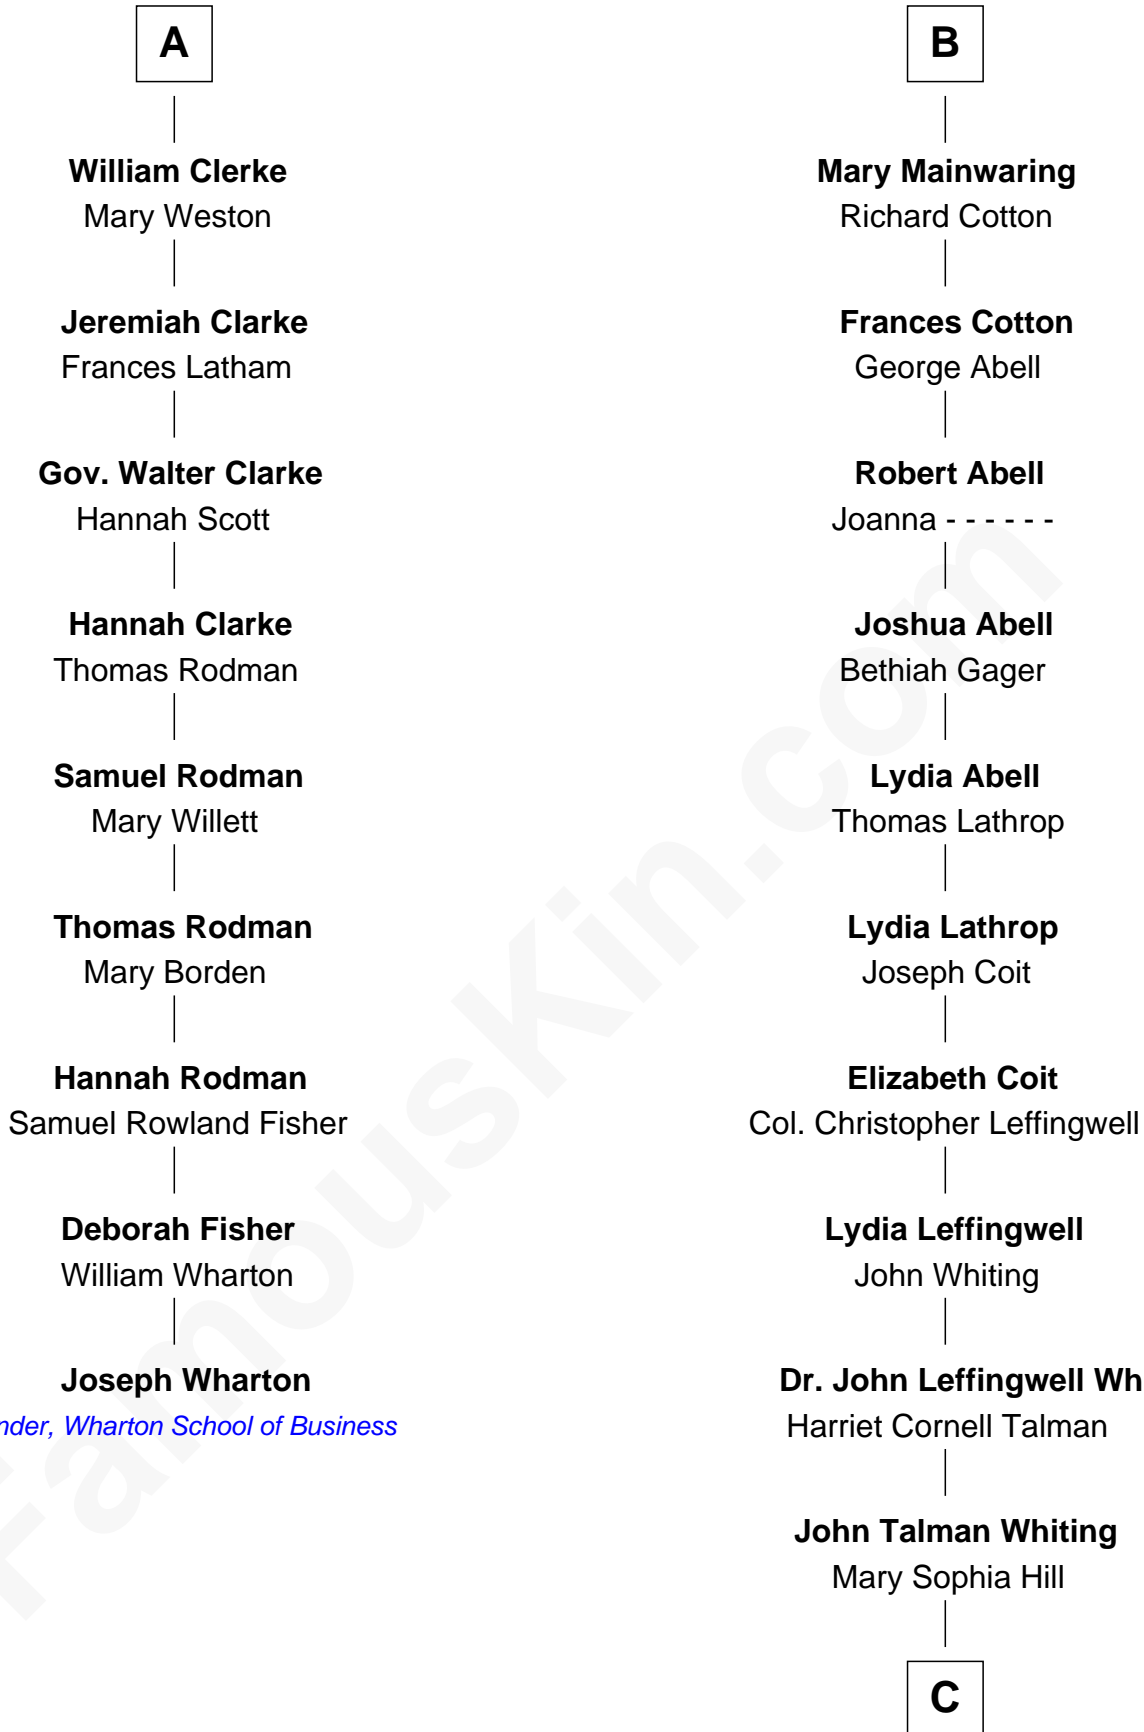 A
William Clerke
Mary Weston
Jeremiah Clarke
Frances Latham
Gov. Walter Clarke
Hannah Scott
Hannah Clarke
Thomas Rodman
Samuel Rodman
Mary Willett
Thomas Rodman
Mary Borden
Hannah Rodman
Samuel Rowland Fisher
Deborah Fisher
William Wharton
Joseph Wharton
nder, Wharton School of Business
B
Mary Mainwaring
Richard Cotton
Frances Cotton
George Abell
Robert Abell
Joanna - - - - - -
Joshua Abell
Bethiah Gager
Lydia Abell
Thomas Lathrop
Lydia Lathrop
Joseph Coit
Elizabeth Coit
Col. Christopher Leffingwell
Lydia Leffingwell
John Whiting
Dr. John Leffingwell Wh
Harriet Cornell Talman
John Talman Whiting
Mary Sophia Hill
C
FamousKin.com